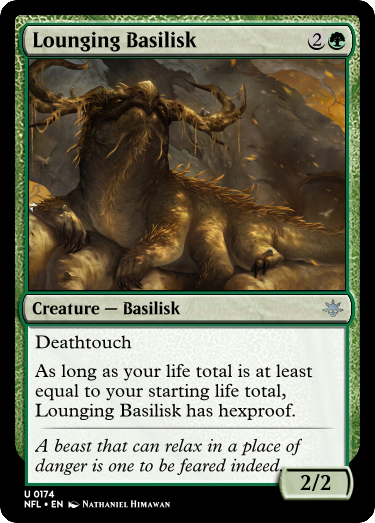 Lounging Basilisk 2
Creature — Basilisk
Deathtouch
As long as your life total is at least
equal to your starting life total,
Lounging Basilisk has hexproof.
A beast that can relax in a place of
danger is one to be feared indeed.
2/2
U 0174
NFL • EN Nathaniel Himawan